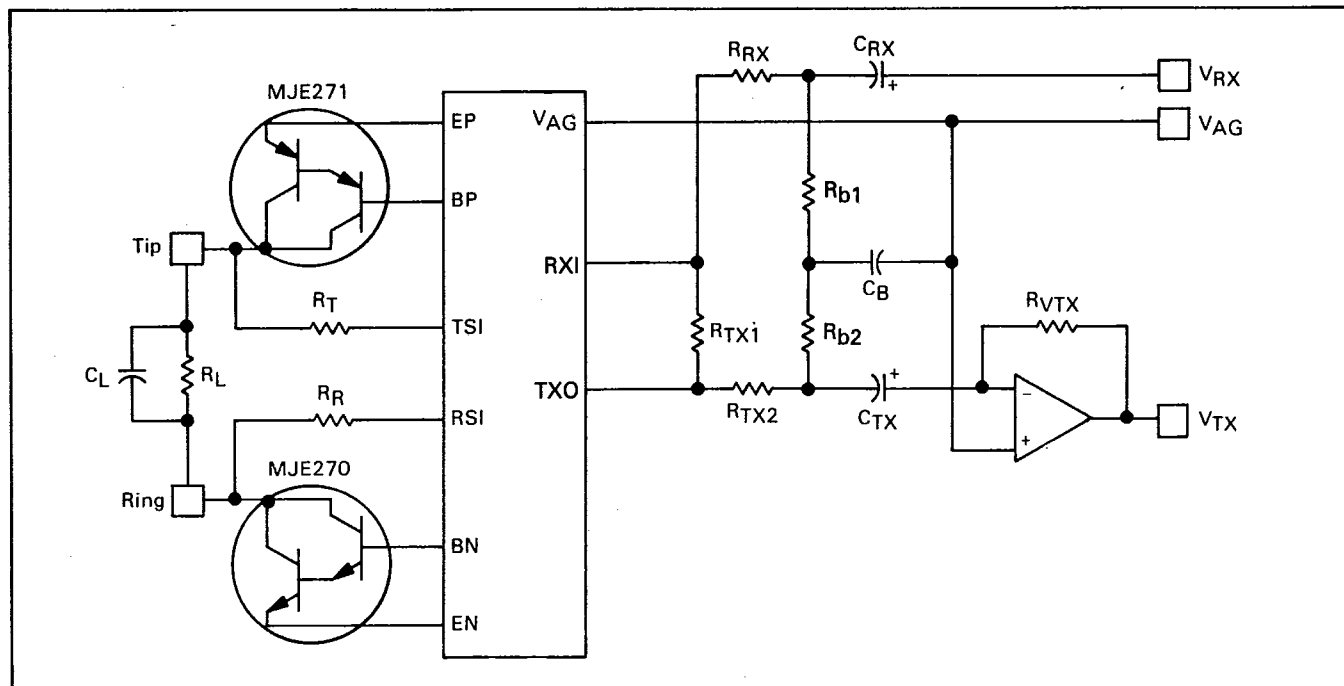 MJE271
EP
BP
Tip
RT
TSI
CL
RL
RR
RSI
MJE270
Ring
BN
EN
VAG
RXI
TXO
RRX
CRX
+
VRX
VAG
Rb1
CB
RTX1
Rb2
RVTX
RTX2
CTX
+
−
+
VTX